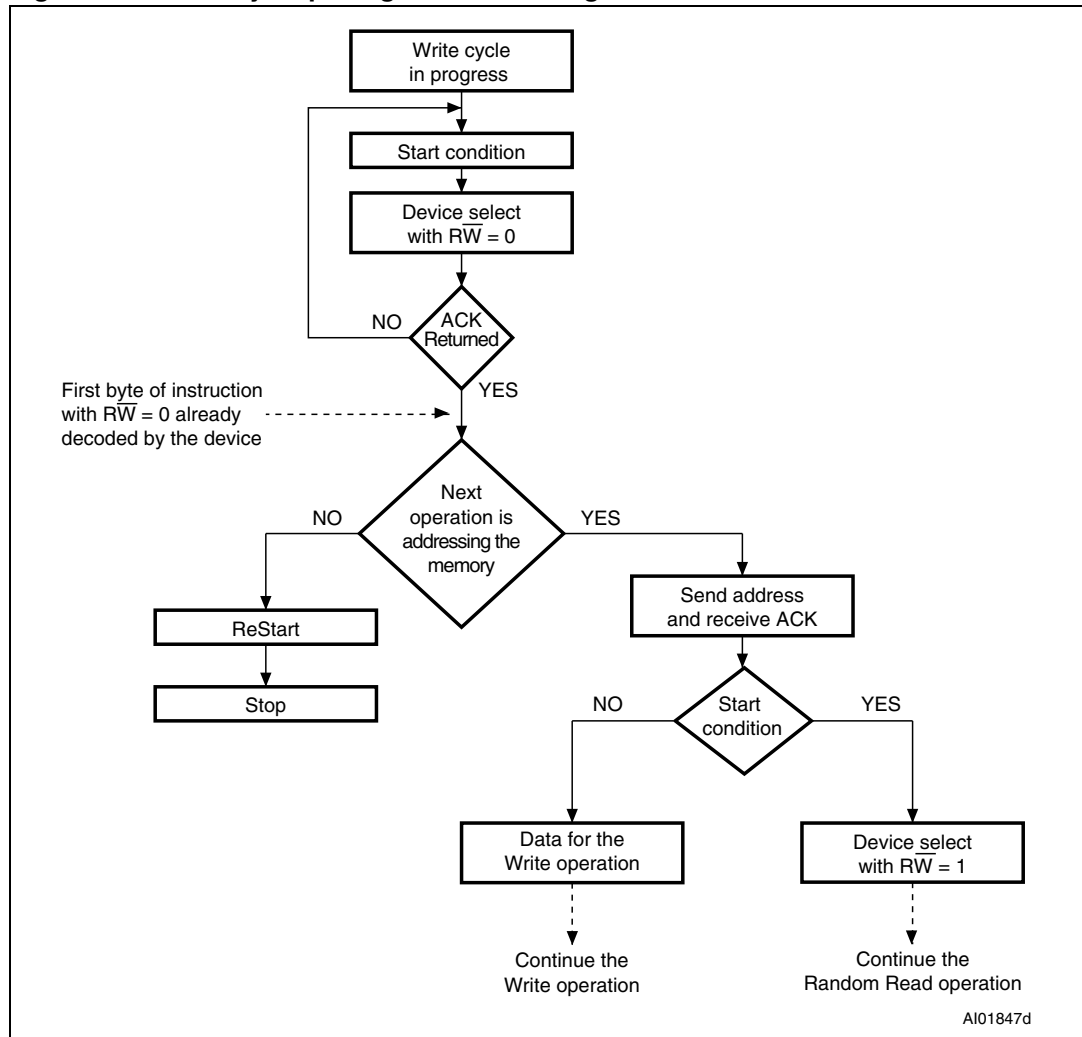 Write cycle
in progress
Start condition
Device select
with RW̅ = 0
NO
ACK
Returned
YES
First byte of instruction
with RW̅ = 0 already
decoded by the device
NO
Next
operation is
addressing the
memory
YES
Send address
and receive ACK
ReStart
Stop
NO
Start
condition
YES
Data for the
Write operation
Device select
with RW̅ = 1
Continue the
Write operation
Continue the
Random Read operation
AI01847d